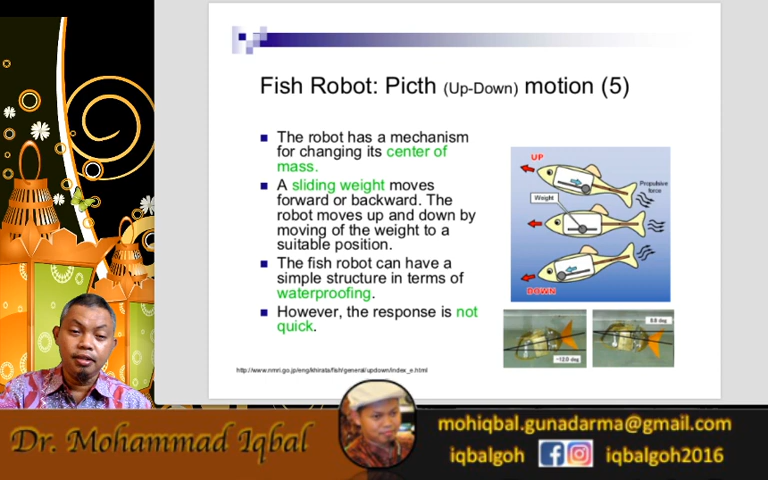 Fish Robot: Picth (Up-Down) motion (5)
The robot has a mechanism
for changing its center of
mass.
A sliding weight moves
forward or backward. The
robot moves up and down by
moving of the weight to a
suitable position.
The fish robot can have a
simple structure in terms of
waterproofing.
However, the response is not
quick.
UP
Propulsive
force
Weight
DOWN
-12.0 deg
http://www.nmri.go.jp/eng/khirata/fish/general/updown/index_e.html
Dr. Mohammad Iqbal
mohiqbal.gunadarma@gmail.com
iqbalgoh
iqbalgoh2016